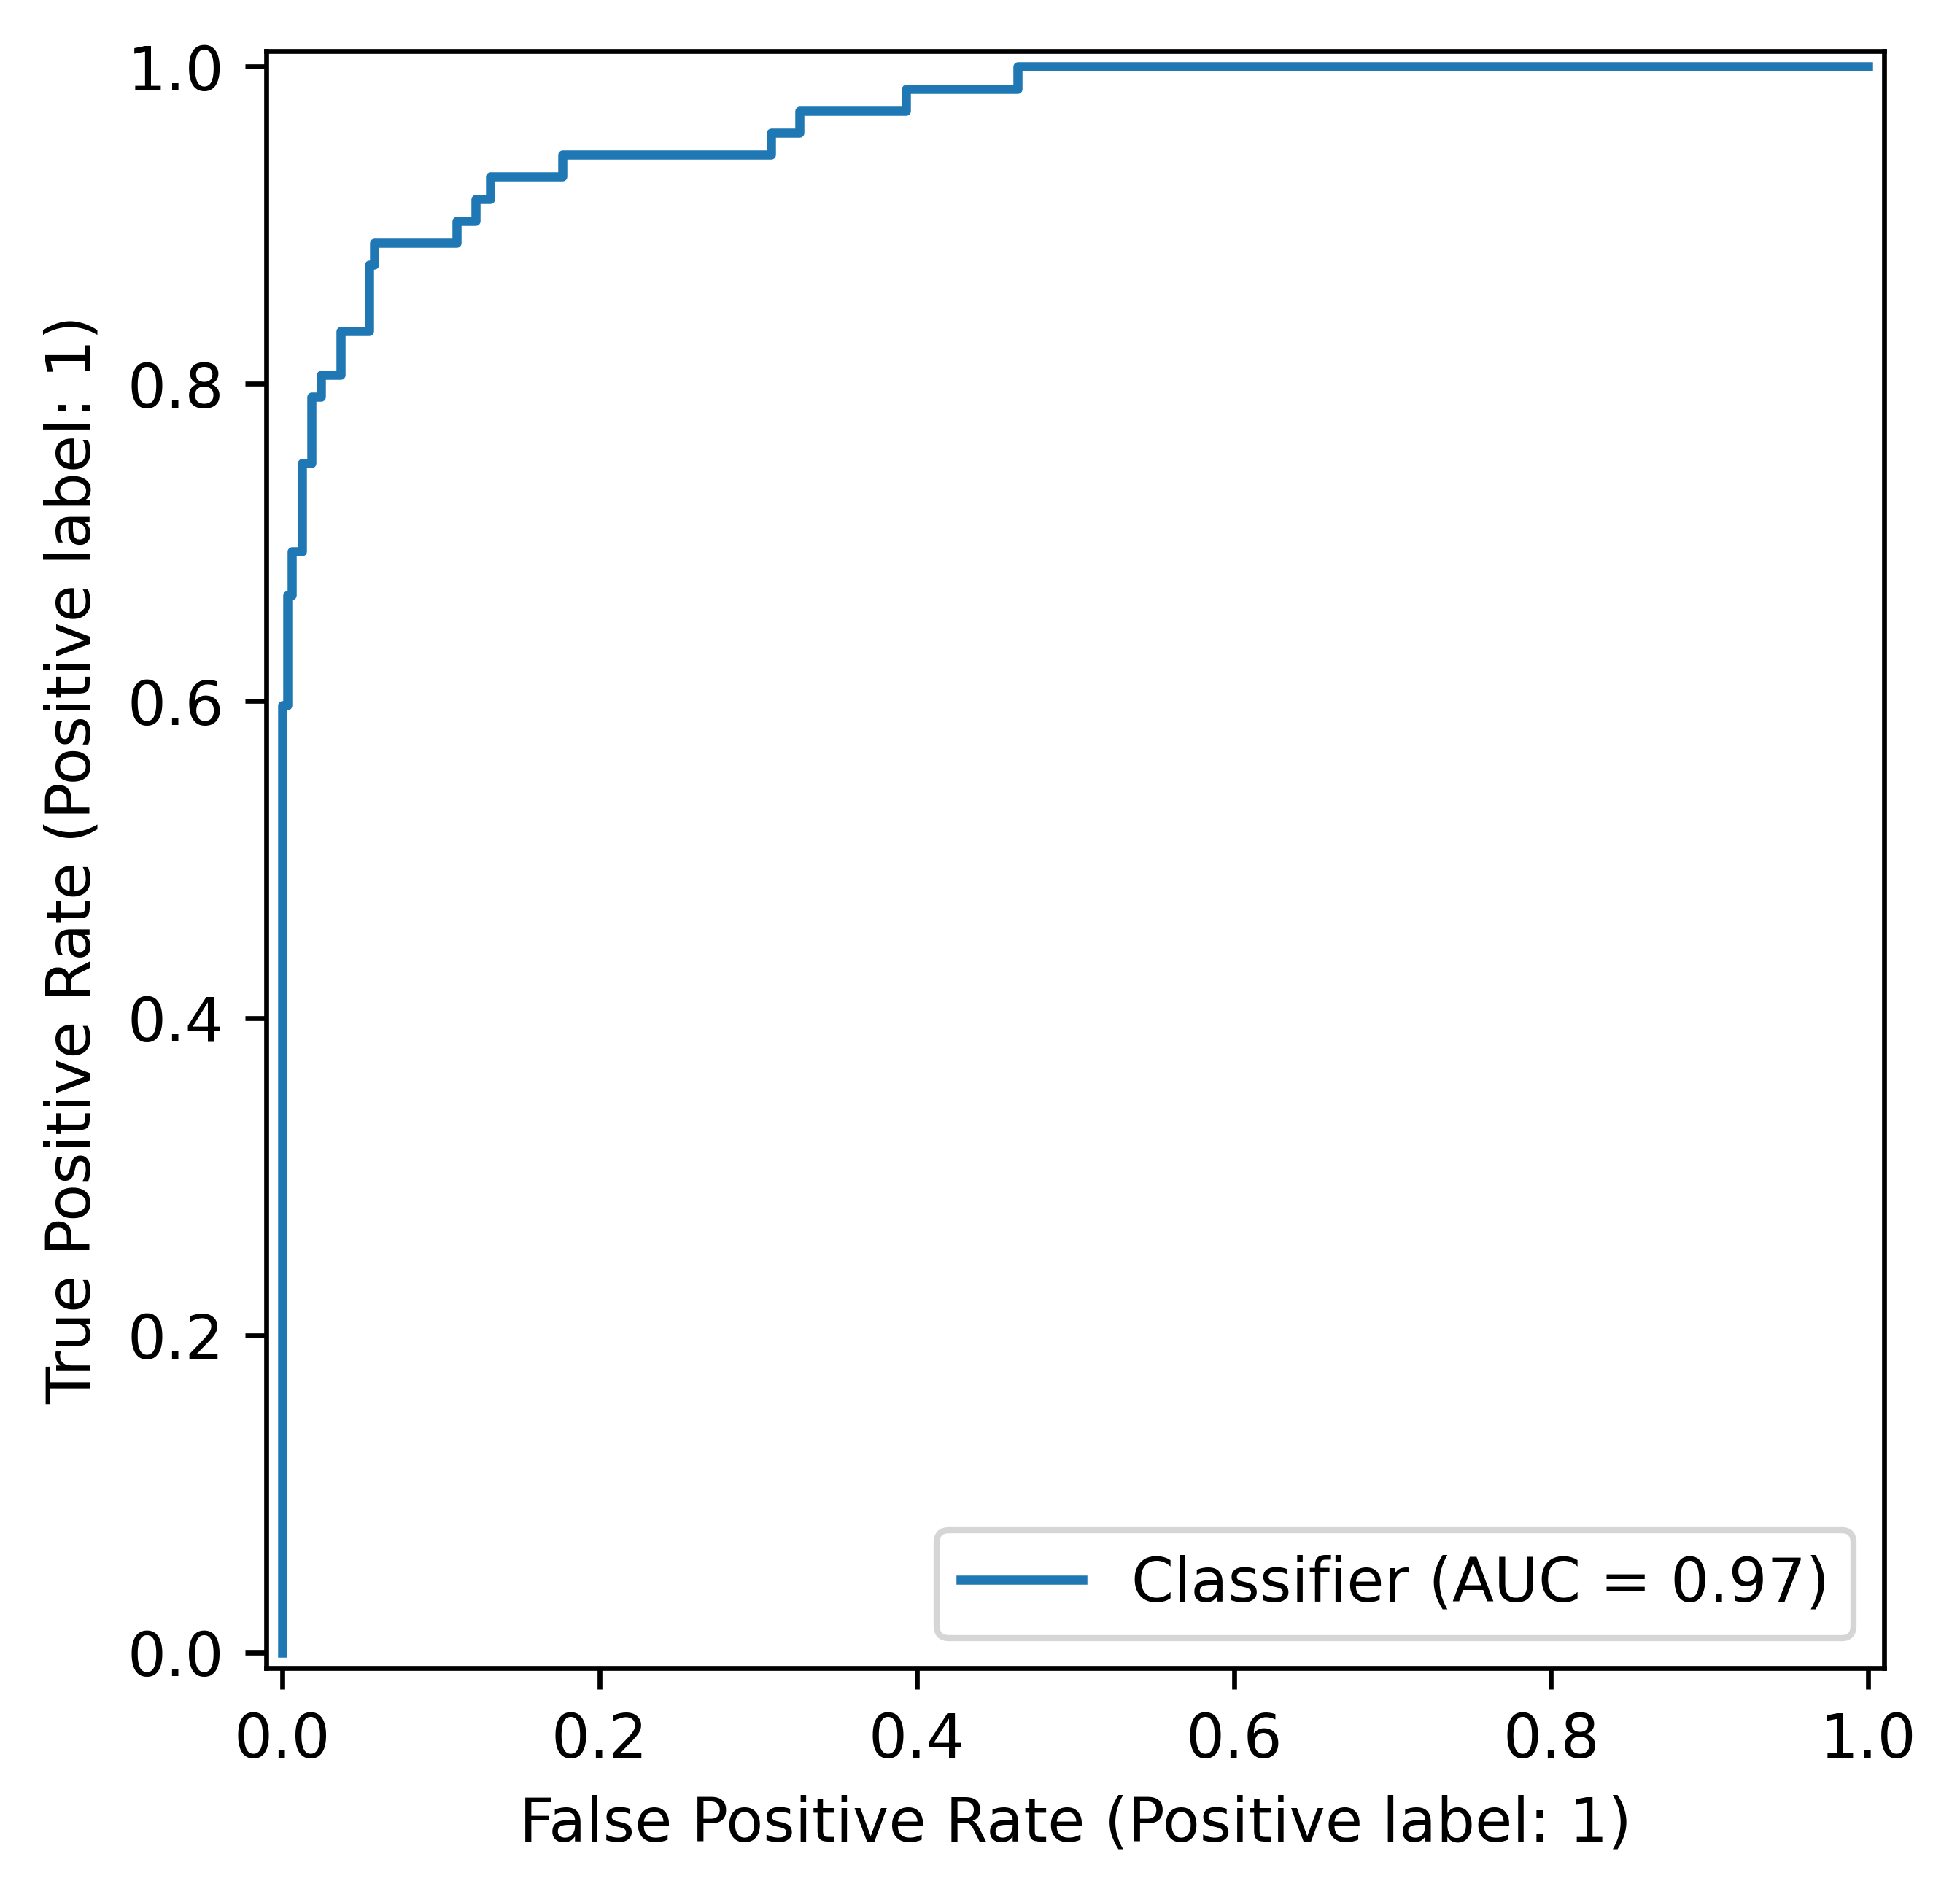 True Positive Rate (Positive label: 1)
1.0
0.8
0.6
0.4
0.2
0.0
Classifier (AUC = 0.97)
0.0 0.2 0.4 0.6 0.8 1.0
False Positive Rate (Positive label: 1)